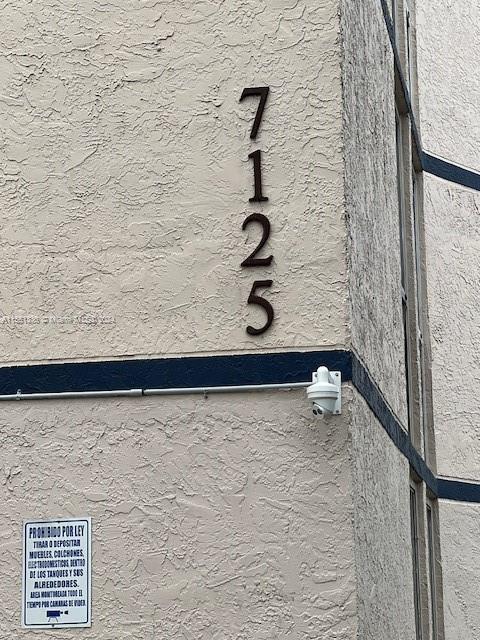 7
1
2
5
PROHIBIDO POR LEY
TIRAR O DEPOSITAR
MUEBLES, COLCHONES,
ELECTRODOMESTICOS, DENTRO
DE LOS TANQUES Y SUS
ALREDEDORES.
AREA MONITOREADA TODO EL
TIEMPO POR CAMARAS DE VIDEO.